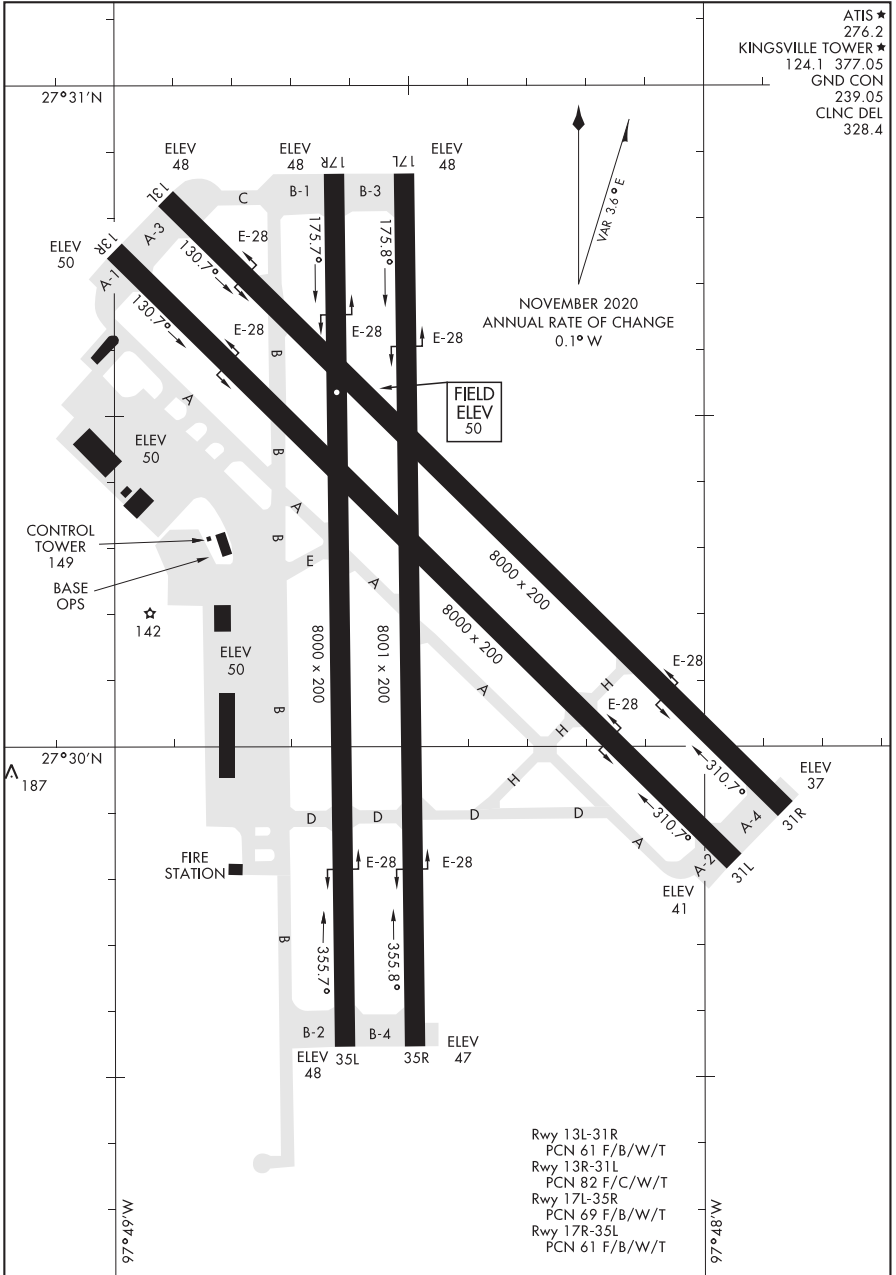 ATIS ★
276.2
KINGSVILLE TOWER ★
124.1 377.05
GND CON
239.05
CLNC DEL
328.4
27°31'N
ELEV
48
ELEV
48
17R
17L
ELEV
48
VAR 3.6° E
NOVEMBER 2020
ANNUAL RATE OF CHANGE
0.1° W
13L
C
B-1
B-3
13R
A-3
ELEV
50
A-1
E-28
130.7°
175.7°
175.8°
130.7°
E-28
B
E-28
E-28
FIELD
ELEV
50
A
ELEV
50
B
A
CONTROL
TOWER
149
B
E
A
BASE
OPS
8000 x 200
142
8000 x 200
8001 x 200
8000 x 200
ELEV
50
E-28
H
A
E-28
B
H
27°30'N
187
H
310.7°
ELEV
37
D
D
D
D
310.7°
A-4
31R
A
FIRE
STATION
E-28
E-28
A-2
31L
ELEV
41
B
355.7°
355.8°
B-2
B-4
ELEV
48
35L
35R
ELEV
47
Rwy 13L-31R
PCN 61 F/B/W/T
Rwy 13R-31L
PCN 82 F/C/W/T
Rwy 17L-35R
PCN 69 F/B/W/T
Rwy 17R-35L
PCN 61 F/B/W/T
97°49'W
97°48'W